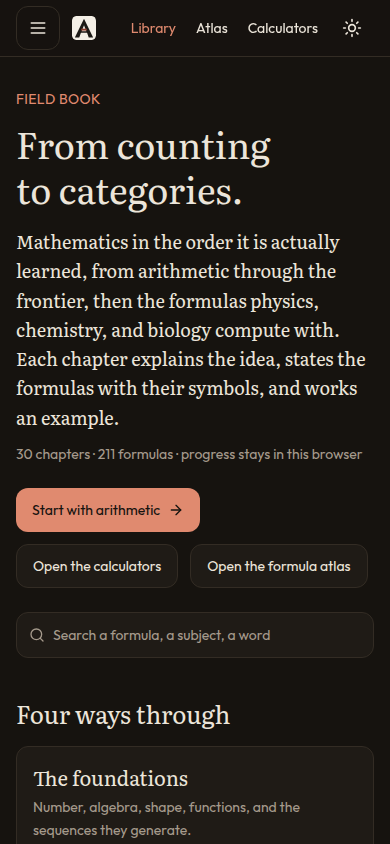 A
Library Atlas Calculators
FIELD BOOK
From counting
to categories.
Mathematics in the order it is actually
learned, from arithmetic through the
frontier, then the formulas physics,
chemistry, and biology compute with.
Each chapter explains the idea, states the
formulas with their symbols, and works
an example.
30 chapters · 211 formulas · progress stays in this browser
Start with arithmetic →
Open the calculators
Open the formula atlas
Search a formula, a subject, a word
Four ways through
The foundations
Number, algebra, shape, functions, and the
sequences they generate.